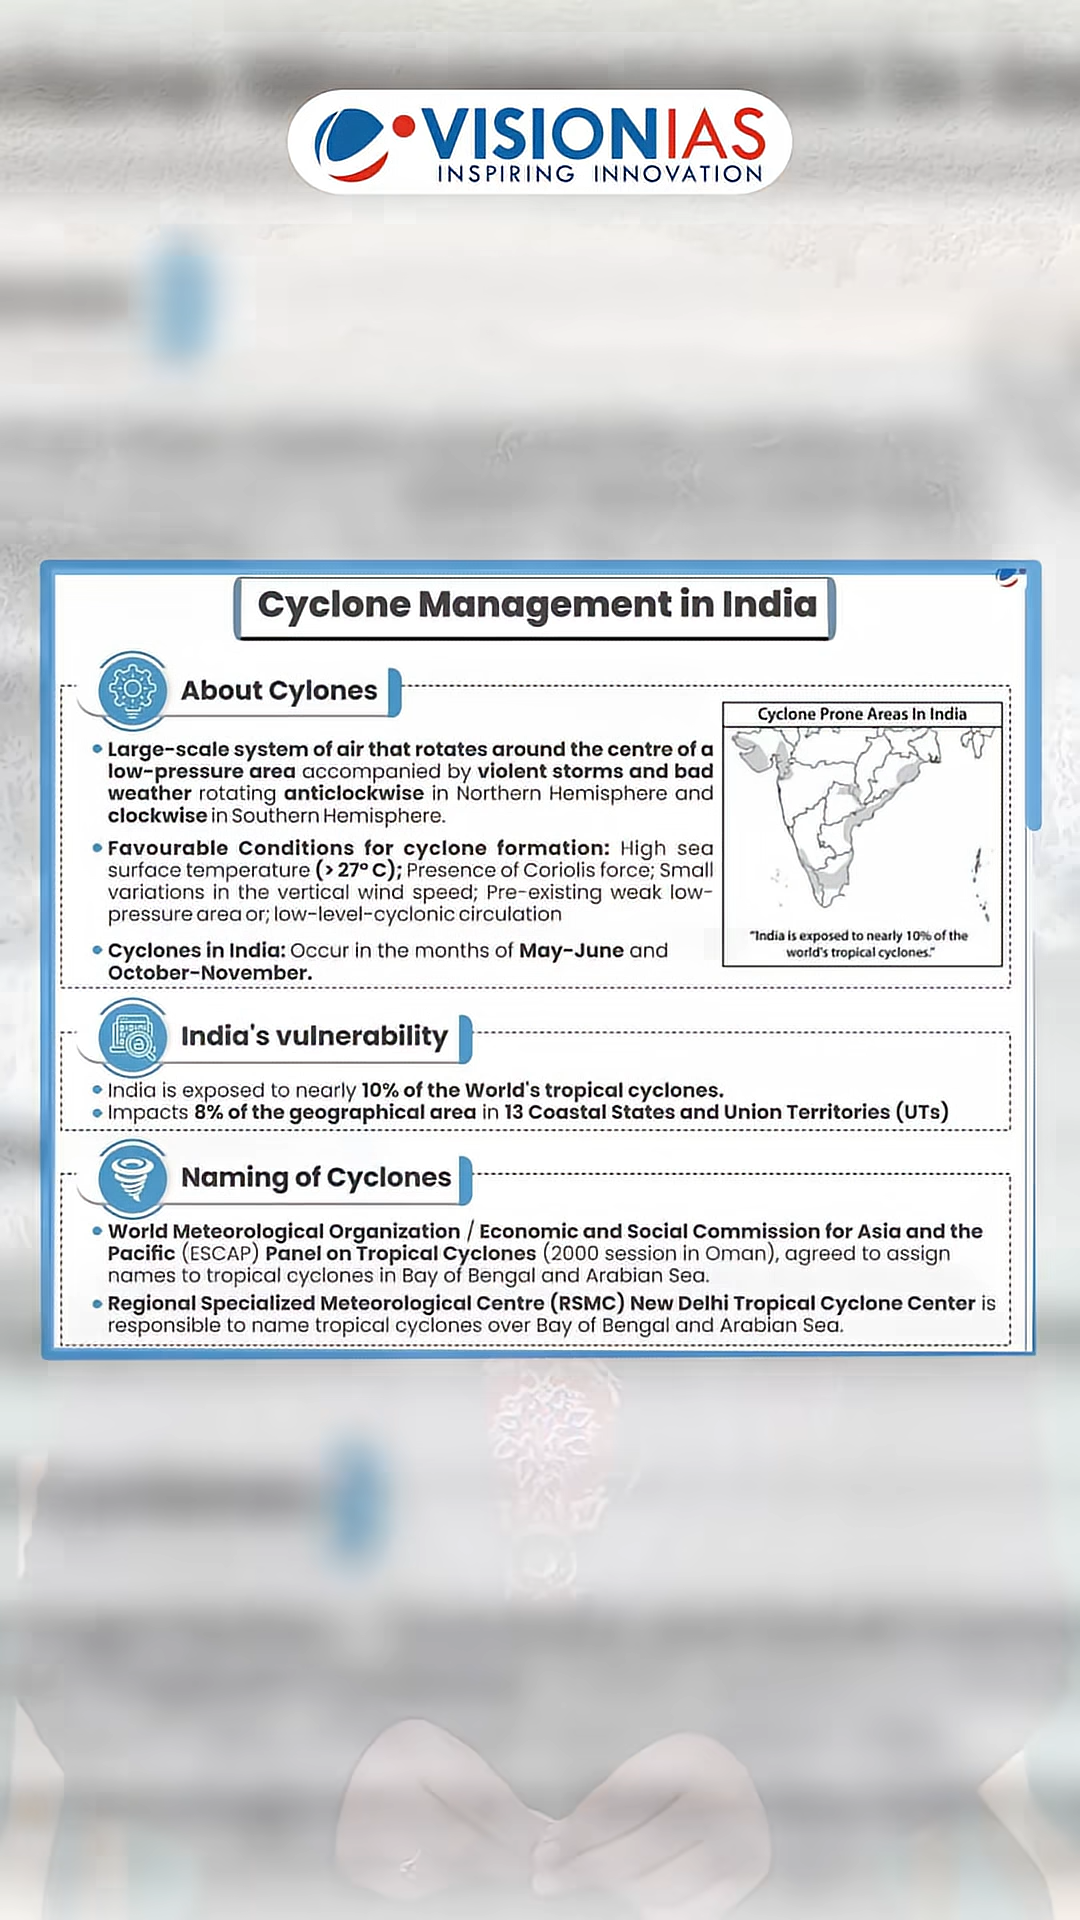 VISIONIAS
INSPIRING INNOVATION
Cyclone Management in India
About Cylones
Large-scale system of air that rotates around the centre of a
low-pressure area accompanied by violent storms and bad
weather rotating anticlockwise in Northern Hemisphere and
clockwise in Southern Hemisphere.
Favourable Conditions for cyclone formation: High sea
surface temperature (> 27° C); Presence of Coriolis force; Small
variations in the vertical wind speed; Pre-existing weak low-
pressure area or; low-level-cyclonic circulation
Cyclones in India: Occur in the months of May-June and
October-November.
Cyclone Prone Areas In India
"India is exposed to nearly 10% of the
world's tropical cyclones."
India's vulnerability
India is exposed to nearly 10% of the World's tropical cyclones.
Impacts 8% of the geographical area in 13 Coastal States and Union Territories (UTs)
Naming of Cyclones
World Meteorological Organization / Economic and Social Commission for Asia and the
Pacific (ESCAP) Panel on Tropical Cyclones (2000 session in Oman), agreed to assign
names to tropical cyclones in Bay of Bengal and Arabian Sea.
Regional Specialized Meteorological Centre (RSMC) New Delhi Tropical Cyclone Center is
responsible to name tropical cyclones over Bay of Bengal and Arabian Sea.